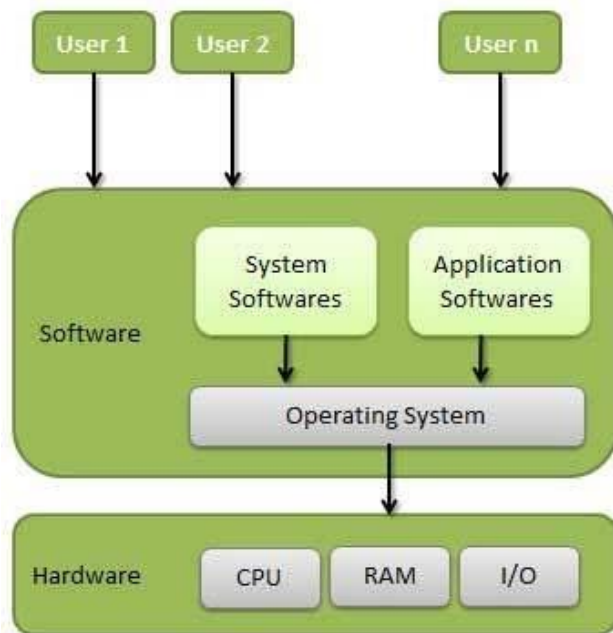 User 1
User 2
User n
System
Softwares
Application
Softwares
Software
Operating System
Hardware
CPU
RAM
I/O